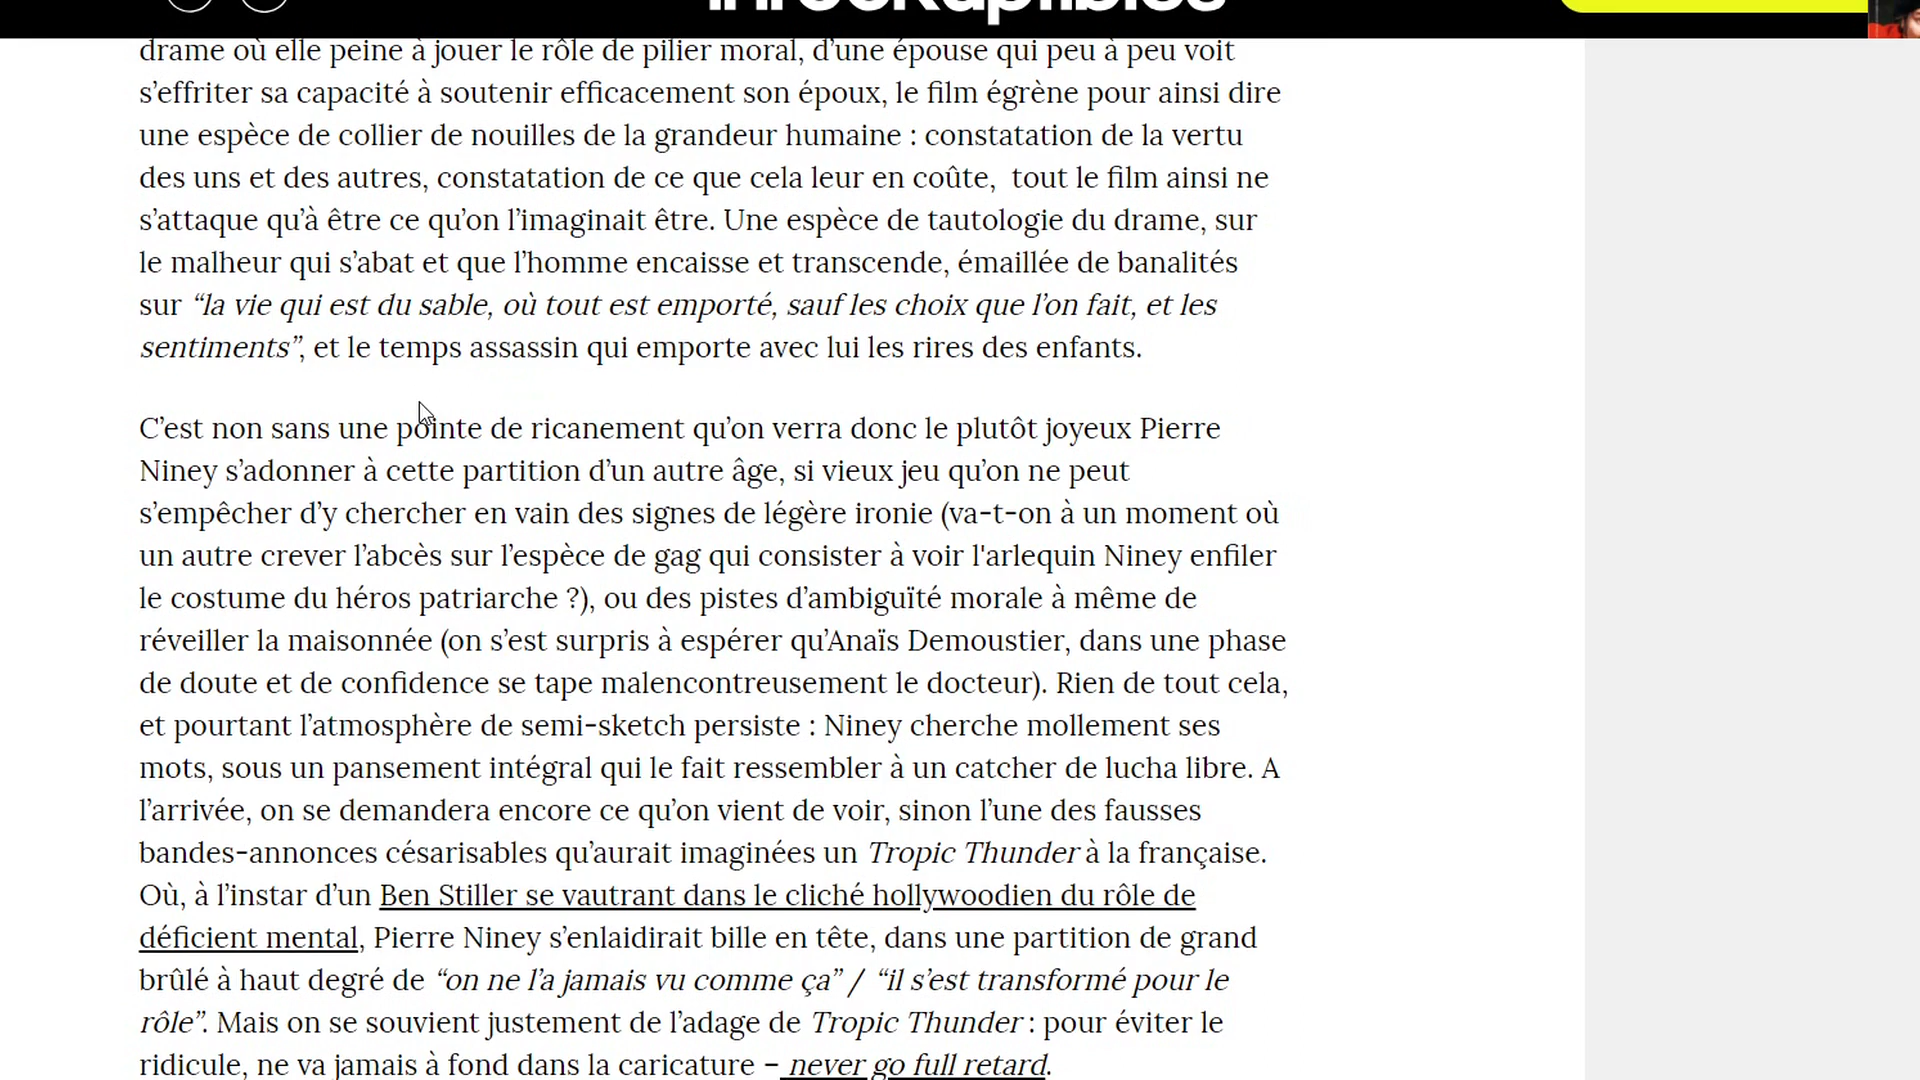 inrocKuptibles
drame où elle peine à jouer le rôle de pilier moral, d’une épouse qui peu à peu voit
s’effriter sa capacité à soutenir efficacement son époux, le film égrène pour ainsi dire
une espèce de collier de nouilles de la grandeur humaine : constatation de la vertu
des uns et des autres, constatation de ce que cela leur en coûte,  tout le film ainsi ne
s’attaque qu’à être ce qu’on l’imaginait être. Une espèce de tautologie du drame, sur
le malheur qui s’abat et que l’homme encaisse et transcende, émaillée de banalités
sur “la vie qui est du sable, où tout est emporté, sauf les choix que l’on fait, et les
sentiments”, et le temps assassin qui emporte avec lui les rires des enfants.
C’est non sans une pointe de ricanement qu’on verra donc le plutôt joyeux Pierre
Niney s’adonner à cette partition d’un autre âge, si vieux jeu qu’on ne peut
s’empêcher d’y chercher en vain des signes de légère ironie (va-t-on à un moment où
un autre crever l’abcès sur l’espèce de gag qui consister à voir l'arlequin Niney enfiler
le costume du héros patriarche ?), ou des pistes d’ambiguïté morale à même de
réveiller la maisonnée (on s’est surpris à espérer qu’Anaïs Demoustier, dans une phase
de doute et de confidence se tape malencontreusement le docteur). Rien de tout cela,
et pourtant l’atmosphère de semi-sketch persiste : Niney cherche mollement ses
mots, sous un pansement intégral qui le fait ressembler à un catcher de lucha libre. A
l’arrivée, on se demandera encore ce qu’on vient de voir, sinon l’une des fausses
bandes-annonces césarisables qu’aurait imaginées un Tropic Thunder à la française.
Où, à l’instar d’un Ben Stiller se vautrant dans le cliché hollywoodien du rôle de
déficient mental, Pierre Niney s’enlaidirait bille en tête, dans une partition de grand
brûlé à haut degré de “on ne l’a jamais vu comme ça” / “il s’est transformé pour le
rôle”. Mais on se souvient justement de l’adage de Tropic Thunder : pour éviter le
ridicule, ne va jamais à fond dans la caricature – never go full retard.